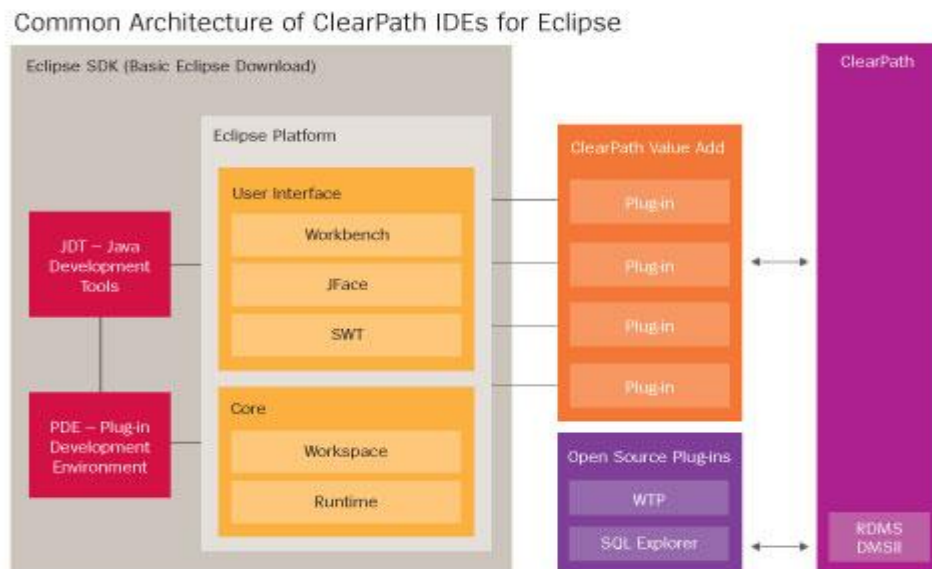 Common Architecture of ClearPath IDEs for Eclipse
Eclipse SDK (Basic Eclipse Download)
Eclipse Platform
User Interface
Workbench
JFace
SWT
Core
Workspace
Runtime
JDT – Java
Development
Tools
PDE – Plug-in
Development
Environment
ClearPath Value Add
Plug-in
Plug-in
Plug-in
Plug-in
Open Source Plug-ins
WTP
SQL Explorer
ClearPath
RDMS
DMSII